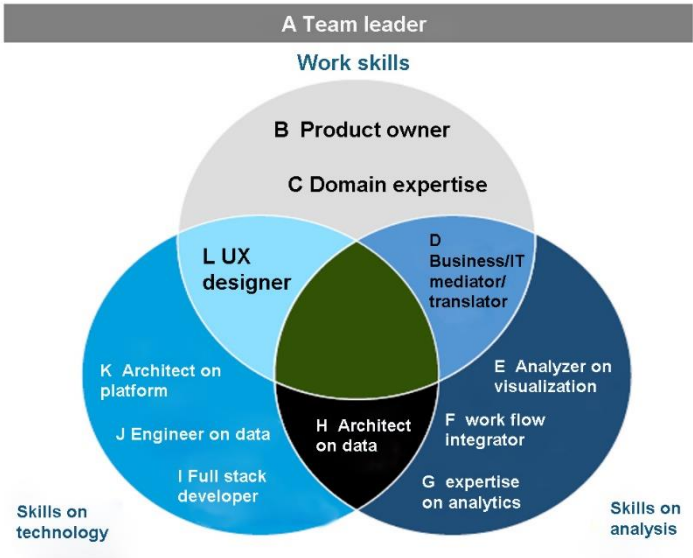 A Team leader
Work skills
B Product owner
C Domain expertise
L UX
designer
D
Business/IT
mediator/
translator
K Architect on
platform
E Analyzer on
visualization
J Engineer on data
H Architect
on data
F work flow
integrator
I Full stack
developer
G expertise
on analytics
Skills on
technology
Skills on
analysis